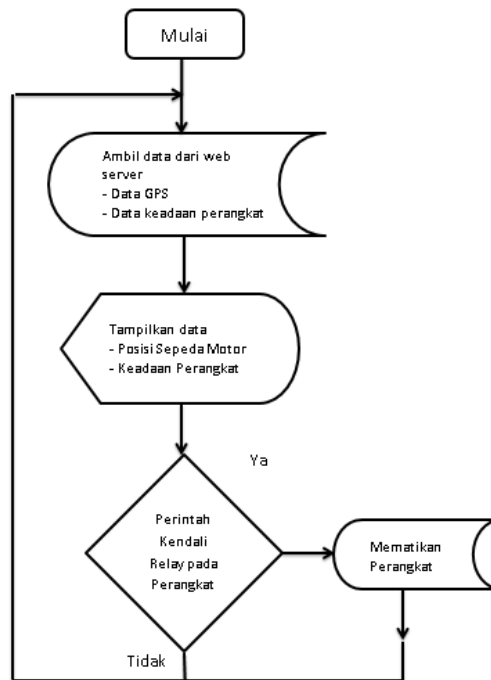 Mulai
Ambil data dari web
server
- Data GPS
- Data keadaan perangkat
Tampilkan data
- Posisi Sepeda Motor
- Keadaan Perangkat
Ya
Perintah
Kendali
Relay pada
Perangkat
Mematikan
Perangkat
Tidak